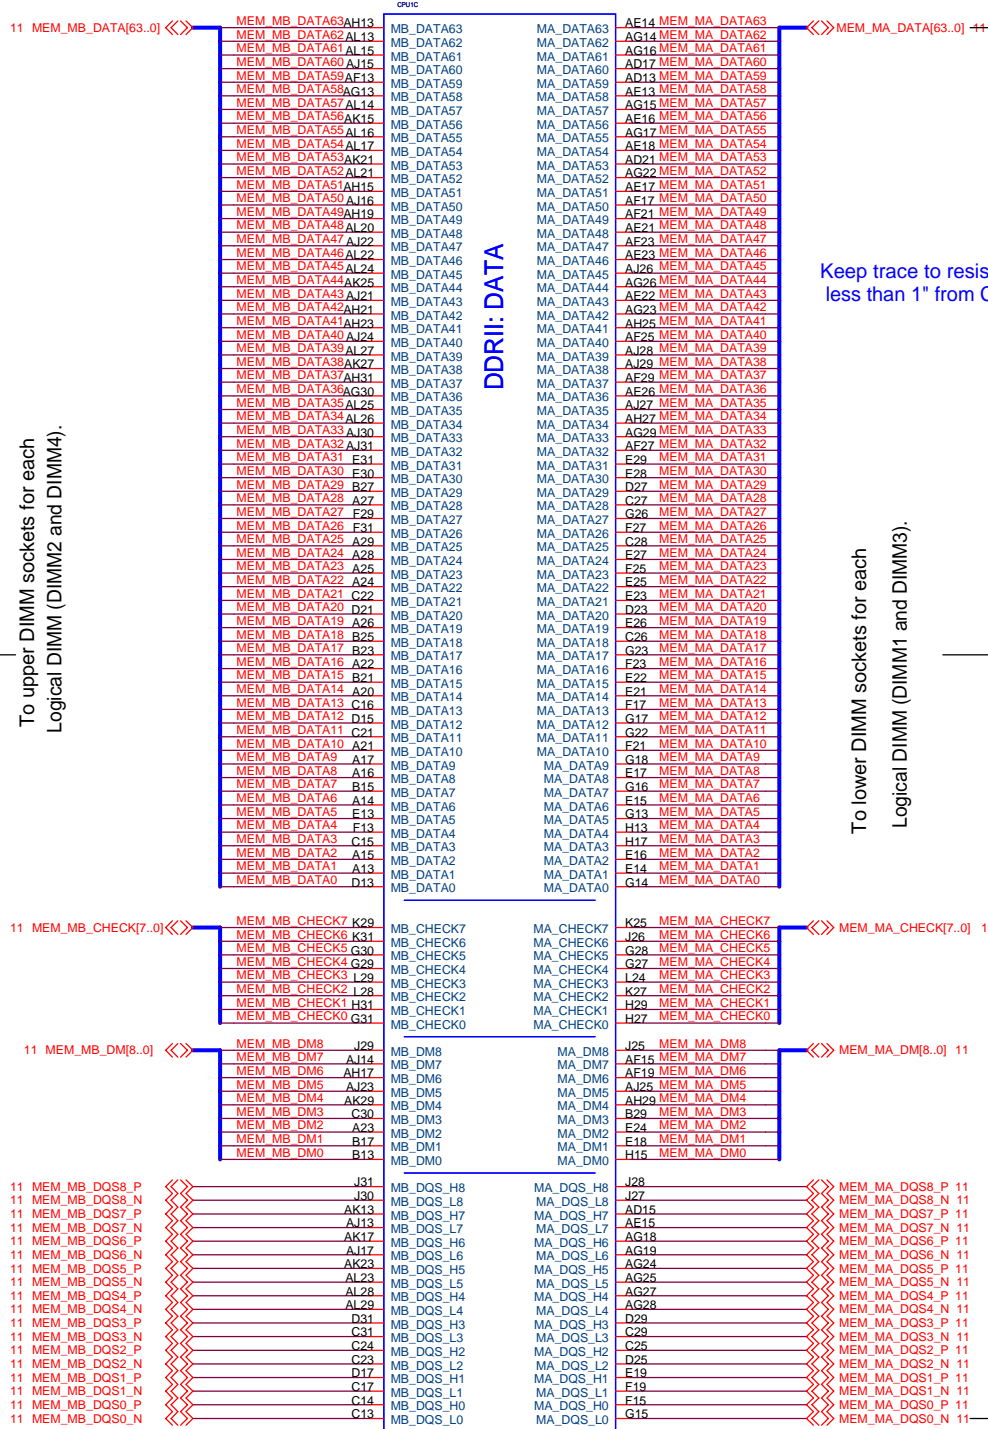 CPU1C
11 MEM_MB_DATA[63..0]
MEM_MA_DATA[63..0] 11
MEM_MB_DATA63 AH13 MB_DATA63 MA_DATA63 AE14 MEM_MA_DATA63
MEM_MB_DATA62 AL13 MB_DATA62 MA_DATA62 AG14 MEM_MA_DATA62
MEM_MB_DATA61 AL15 MB_DATA61 MA_DATA61 AG16 MEM_MA_DATA61
MEM_MB_DATA60 AJ15 MB_DATA60 MA_DATA60 AD17 MEM_MA_DATA60
MEM_MB_DATA59 AF13 MB_DATA59 MA_DATA59 AD13 MEM_MA_DATA59
MEM_MB_DATA58 AG13 MB_DATA58 MA_DATA58 AE13 MEM_MA_DATA58
MEM_MB_DATA57 AL14 MB_DATA57 MA_DATA57 AG15 MEM_MA_DATA57
MEM_MB_DATA56 AK15 MB_DATA56 MA_DATA56 AE16 MEM_MA_DATA56
MEM_MB_DATA55 AL16 MB_DATA55 MA_DATA55 AG17 MEM_MA_DATA55
MEM_MB_DATA54 AL17 MB_DATA54 MA_DATA54 AE18 MEM_MA_DATA54
MEM_MB_DATA53 AK21 MB_DATA53 MA_DATA53 AD21 MEM_MA_DATA53
MEM_MB_DATA52 AL21 MB_DATA52 MA_DATA52 AG22 MEM_MA_DATA52
MEM_MB_DATA51 AH15 MB_DATA51 MA_DATA51 AE17 MEM_MA_DATA51
MEM_MB_DATA50 AJ16 MB_DATA50 MA_DATA50 AF17 MEM_MA_DATA50
MEM_MB_DATA49 AH19 MB_DATA49 MA_DATA49 AF21 MEM_MA_DATA49
MEM_MB_DATA48 AL20 MB_DATA48 MA_DATA48 AE21 MEM_MA_DATA48
MEM_MB_DATA47 AJ22 MB_DATA47 MA_DATA47 AF23 MEM_MA_DATA47
MEM_MB_DATA46 AL22 MB_DATA46 MA_DATA46 AE23 MEM_MA_DATA46
MEM_MB_DATA45 AL24 MB_DATA45 MA_DATA45 AJ26 MEM_MA_DATA45
MEM_MB_DATA44 AK25 MB_DATA44 MA_DATA44 AG26 MEM_MA_DATA44
MEM_MB_DATA43 AJ21 MB_DATA43 MA_DATA43 AE22 MEM_MA_DATA43
MEM_MB_DATA42 AH21 MB_DATA42 MA_DATA42 AG23 MEM_MA_DATA42
MEM_MB_DATA41 AH23 MB_DATA41 MA_DATA41 AH25 MEM_MA_DATA41
MEM_MB_DATA40 AJ24 MB_DATA40 MA_DATA40 AF25 MEM_MA_DATA40
MEM_MB_DATA39 AL27 MB_DATA39 MA_DATA39 AJ28 MEM_MA_DATA39
MEM_MB_DATA38 AK27 MB_DATA38 MA_DATA38 AJ29 MEM_MA_DATA38
MEM_MB_DATA37 AH31 MB_DATA37 MA_DATA37 AF29 MEM_MA_DATA37
MEM_MB_DATA36 AG30 MB_DATA36 MA_DATA36 AE26 MEM_MA_DATA36
MEM_MB_DATA35 AL25 MB_DATA35 MA_DATA35 AJ27 MEM_MA_DATA35
MEM_MB_DATA34 AL26 MB_DATA34 MA_DATA34 AH27 MEM_MA_DATA34
MEM_MB_DATA33 AJ30 MB_DATA33 MA_DATA33 AG29 MEM_MA_DATA33
MEM_MB_DATA32 AJ31 MB_DATA32 MA_DATA32 AF27 MEM_MA_DATA32
MEM_MB_DATA31 E31 MB_DATA31 MA_DATA31 E29 MEM_MA_DATA31
MEM_MB_DATA30 E30 MB_DATA30 MA_DATA30 E28 MEM_MA_DATA30
MEM_MB_DATA29 B27 MB_DATA29 MA_DATA29 D27 MEM_MA_DATA29
MEM_MB_DATA28 A27 MB_DATA28 MA_DATA28 C27 MEM_MA_DATA28
MEM_MB_DATA27 F29 MB_DATA27 MA_DATA27 G26 MEM_MA_DATA27
MEM_MB_DATA26 F31 MB_DATA26 MA_DATA26 F27 MEM_MA_DATA26
MEM_MB_DATA25 A29 MB_DATA25 MA_DATA25 C28 MEM_MA_DATA25
MEM_MB_DATA24 A28 MB_DATA24 MA_DATA24 E27 MEM_MA_DATA24
MEM_MB_DATA23 A25 MB_DATA23 MA_DATA23 F25 MEM_MA_DATA23
MEM_MB_DATA22 A24 MB_DATA22 MA_DATA22 E25 MEM_MA_DATA22
MEM_MB_DATA21 C22 MB_DATA21 MA_DATA21 E23 MEM_MA_DATA21
MEM_MB_DATA20 D21 MB_DATA20 MA_DATA20 D23 MEM_MA_DATA20
MEM_MB_DATA19 A26 MB_DATA19 MA_DATA19 E26 MEM_MA_DATA19
MEM_MB_DATA18 B25 MB_DATA18 MA_DATA18 C26 MEM_MA_DATA18
MEM_MB_DATA17 B23 MB_DATA17 MA_DATA17 G23 MEM_MA_DATA17
MEM_MB_DATA16 A22 MB_DATA16 MA_DATA16 F23 MEM_MA_DATA16
MEM_MB_DATA15 B21 MB_DATA15 MA_DATA15 E22 MEM_MA_DATA15
MEM_MB_DATA14 A20 MB_DATA14 MA_DATA14 E21 MEM_MA_DATA14
MEM_MB_DATA13 C16 MB_DATA13 MA_DATA13 F17 MEM_MA_DATA13
MEM_MB_DATA12 D15 MB_DATA12 MA_DATA12 G17 MEM_MA_DATA12
MEM_MB_DATA11 C21 MB_DATA11 MA_DATA11 G22 MEM_MA_DATA11
MEM_MB_DATA10 A21 MB_DATA10 MA_DATA10 F21 MEM_MA_DATA10
MEM_MB_DATA9 A17 MB_DATA9 MA_DATA9 G18 MEM_MA_DATA9
MEM_MB_DATA8 A16 MB_DATA8 MA_DATA8 E17 MEM_MA_DATA8
MEM_MB_DATA7 B15 MB_DATA7 MA_DATA7 G16 MEM_MA_DATA7
MEM_MB_DATA6 A14 MB_DATA6 MA_DATA6 E15 MEM_MA_DATA6
MEM_MB_DATA5 E13 MB_DATA5 MA_DATA5 G13 MEM_MA_DATA5
MEM_MB_DATA4 F13 MB_DATA4 MA_DATA4 H13 MEM_MA_DATA4
MEM_MB_DATA3 C15 MB_DATA3 MA_DATA3 H17 MEM_MA_DATA3
MEM_MB_DATA2 A15 MB_DATA2 MA_DATA2 E16 MEM_MA_DATA2
MEM_MB_DATA1 A13 MB_DATA1 MA_DATA1 E14 MEM_MA_DATA1
MEM_MB_DATA0 D13 MB_DATA0 MA_DATA0 G14 MEM_MA_DATA0
DDRII: DATA
Keep trace to resis
less than 1" from C
To upper DIMM sockets for each
Logical DIMM (DIMM2 and DIMM4).
To lower DIMM sockets for each
Logical DIMM (DIMM1 and DIMM3).
11 MEM_MB_CHECK[7..0]
MEM_MA_CHECK[7..0] 1
MEM_MB_CHECK7 K29 MB_CHECK7 MA_CHECK7 K25 MEM_MA_CHECK7
MEM_MB_CHECK6 K31 MB_CHECK6 MA_CHECK6 J26 MEM_MA_CHECK6
MEM_MB_CHECK5 G30 MB_CHECK5 MA_CHECK5 G28 MEM_MA_CHECK5
MEM_MB_CHECK4 G29 MB_CHECK4 MA_CHECK4 G27 MEM_MA_CHECK4
MEM_MB_CHECK3 L29 MB_CHECK3 MA_CHECK3 L24 MEM_MA_CHECK3
MEM_MB_CHECK2 L28 MB_CHECK2 MA_CHECK2 K27 MEM_MA_CHECK2
MEM_MB_CHECK1 H31 MB_CHECK1 MA_CHECK1 H29 MEM_MA_CHECK1
MEM_MB_CHECK0 G31 MB_CHECK0 MA_CHECK0 H27 MEM_MA_CHECK0
11 MEM_MB_DM[8..0]
MEM_MA_DM[8..0] 11
MEM_MB_DM8 J29 MB_DM8 MA_DM8 J25 MEM_MA_DM8
MEM_MB_DM7 AJ14 MB_DM7 MA_DM7 AF15 MEM_MA_DM7
MEM_MB_DM6 AH17 MB_DM6 MA_DM6 AF19 MEM_MA_DM6
MEM_MB_DM5 AJ23 MB_DM5 MA_DM5 AJ25 MEM_MA_DM5
MEM_MB_DM4 AK29 MB_DM4 MA_DM4 AH29 MEM_MA_DM4
MEM_MB_DM3 C30 MB_DM3 MA_DM3 B29 MEM_MA_DM3
MEM_MB_DM2 A23 MB_DM2 MA_DM2 E24 MEM_MA_DM2
MEM_MB_DM1 B17 MB_DM1 MA_DM1 E18 MEM_MA_DM1
MEM_MB_DM0 B13 MB_DM0 MA_DM0 H15 MEM_MA_DM0
11 MEM_MB_DQS8_P J31 MB_DQS_H8 MA_DQS_H8 J28 MEM_MA_DQS8_P 11
11 MEM_MB_DQS8_N J30 MB_DQS_L8 MA_DQS_L8 J27 MEM_MA_DQS8_N 11
11 MEM_MB_DQS7_P AK13 MB_DQS_H7 MA_DQS_H7 AD15 MEM_MA_DQS7_P 11
11 MEM_MB_DQS7_N AJ13 MB_DQS_L7 MA_DQS_L7 AE15 MEM_MA_DQS7_N 11
11 MEM_MB_DQS6_P AK17 MB_DQS_H6 MA_DQS_H6 AG18 MEM_MA_DQS6_P 11
11 MEM_MB_DQS6_N AJ17 MB_DQS_L6 MA_DQS_L6 AG19 MEM_MA_DQS6_N 11
11 MEM_MB_DQS5_P AK23 MB_DQS_H5 MA_DQS_H5 AG24 MEM_MA_DQS5_P 11
11 MEM_MB_DQS5_N AL23 MB_DQS_L5 MA_DQS_L5 AG25 MEM_MA_DQS5_N 11
11 MEM_MB_DQS4_P AL28 MB_DQS_H4 MA_DQS_H4 AG27 MEM_MA_DQS4_P 11
11 MEM_MB_DQS4_N AL29 MB_DQS_L4 MA_DQS_L4 AG28 MEM_MA_DQS4_N 11
11 MEM_MB_DQS3_P D31 MB_DQS_H3 MA_DQS_H3 D29 MEM_MA_DQS3_P 11
11 MEM_MB_DQS3_N C31 MB_DQS_L3 MA_DQS_L3 C29 MEM_MA_DQS3_N 11
11 MEM_MB_DQS2_P C24 MB_DQS_H2 MA_DQS_H2 C25 MEM_MA_DQS2_P 11
11 MEM_MB_DQS2_N C23 MB_DQS_L2 MA_DQS_L2 D25 MEM_MA_DQS2_N 11
11 MEM_MB_DQS1_P D17 MB_DQS_H1 MA_DQS_H1 E19 MEM_MA_DQS1_P 11
11 MEM_MB_DQS1_N C17 MB_DQS_L1 MA_DQS_L1 F19 MEM_MA_DQS1_N 11
11 MEM_MB_DQS0_P C14 MB_DQS_H0 MA_DQS_H0 F15 MEM_MA_DQS0_P 11
11 MEM_MB_DQS0_N C13 MB_DQS_L0 MA_DQS_L0 G15 MEM_MA_DQS0_N 11